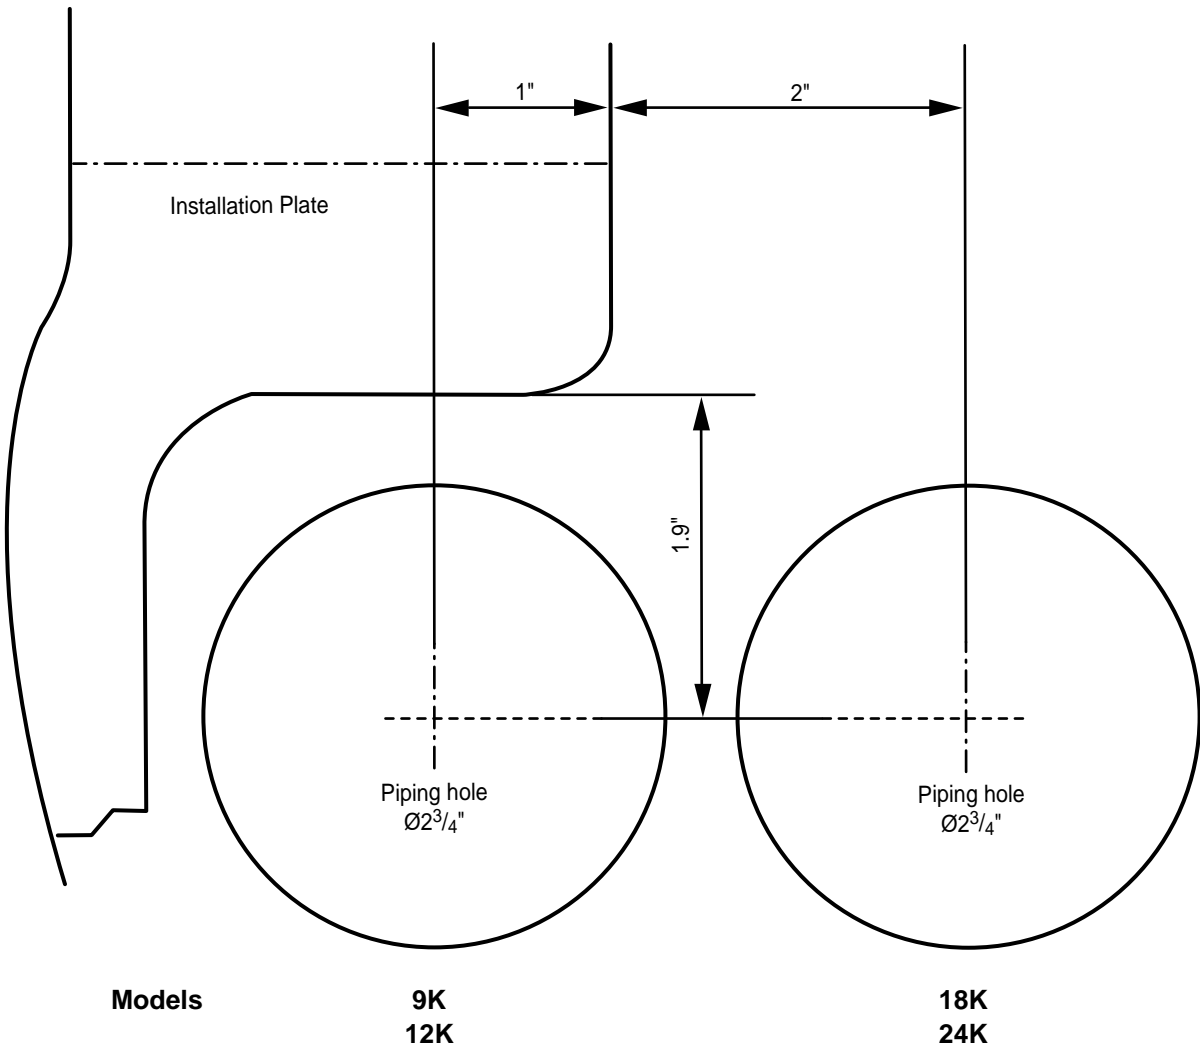 1" 2"
Installation Plate
1.9"
Piping hole Piping hole
Ø2³/₄" Ø2³/₄"
Models 9K 18K
12K 24K